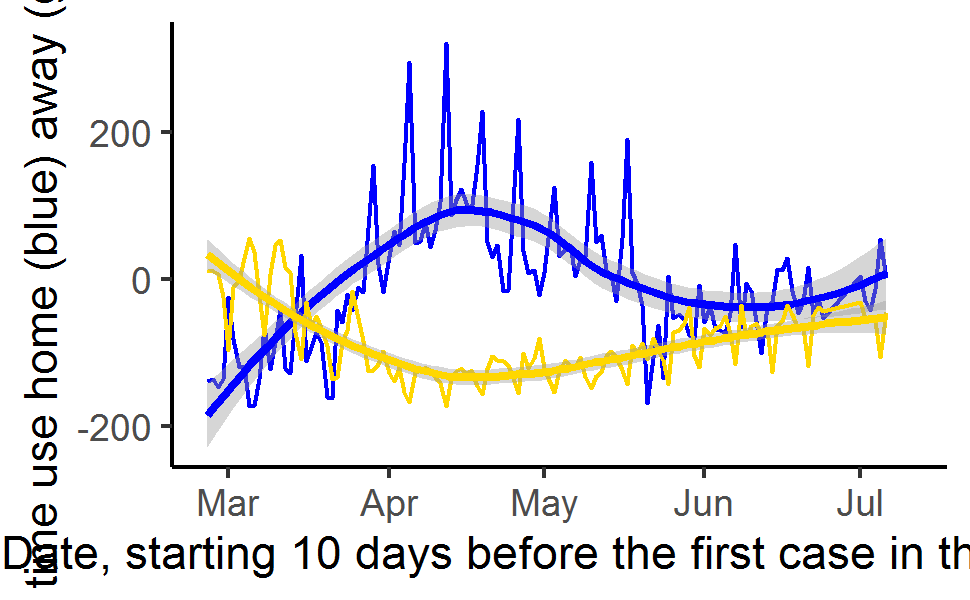 time use home (blue) away (
200
0
-200
Mar Apr May Jun Jul
Date, starting 10 days before the first case in th